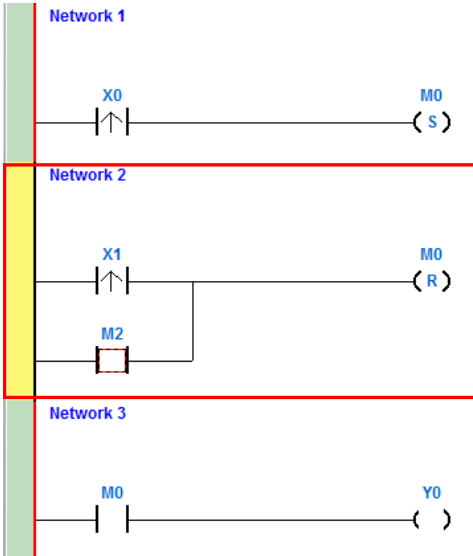 Network 1
X0 M0
S
Network 2
X1 M0
R
M2
Network 3
M0 Y0